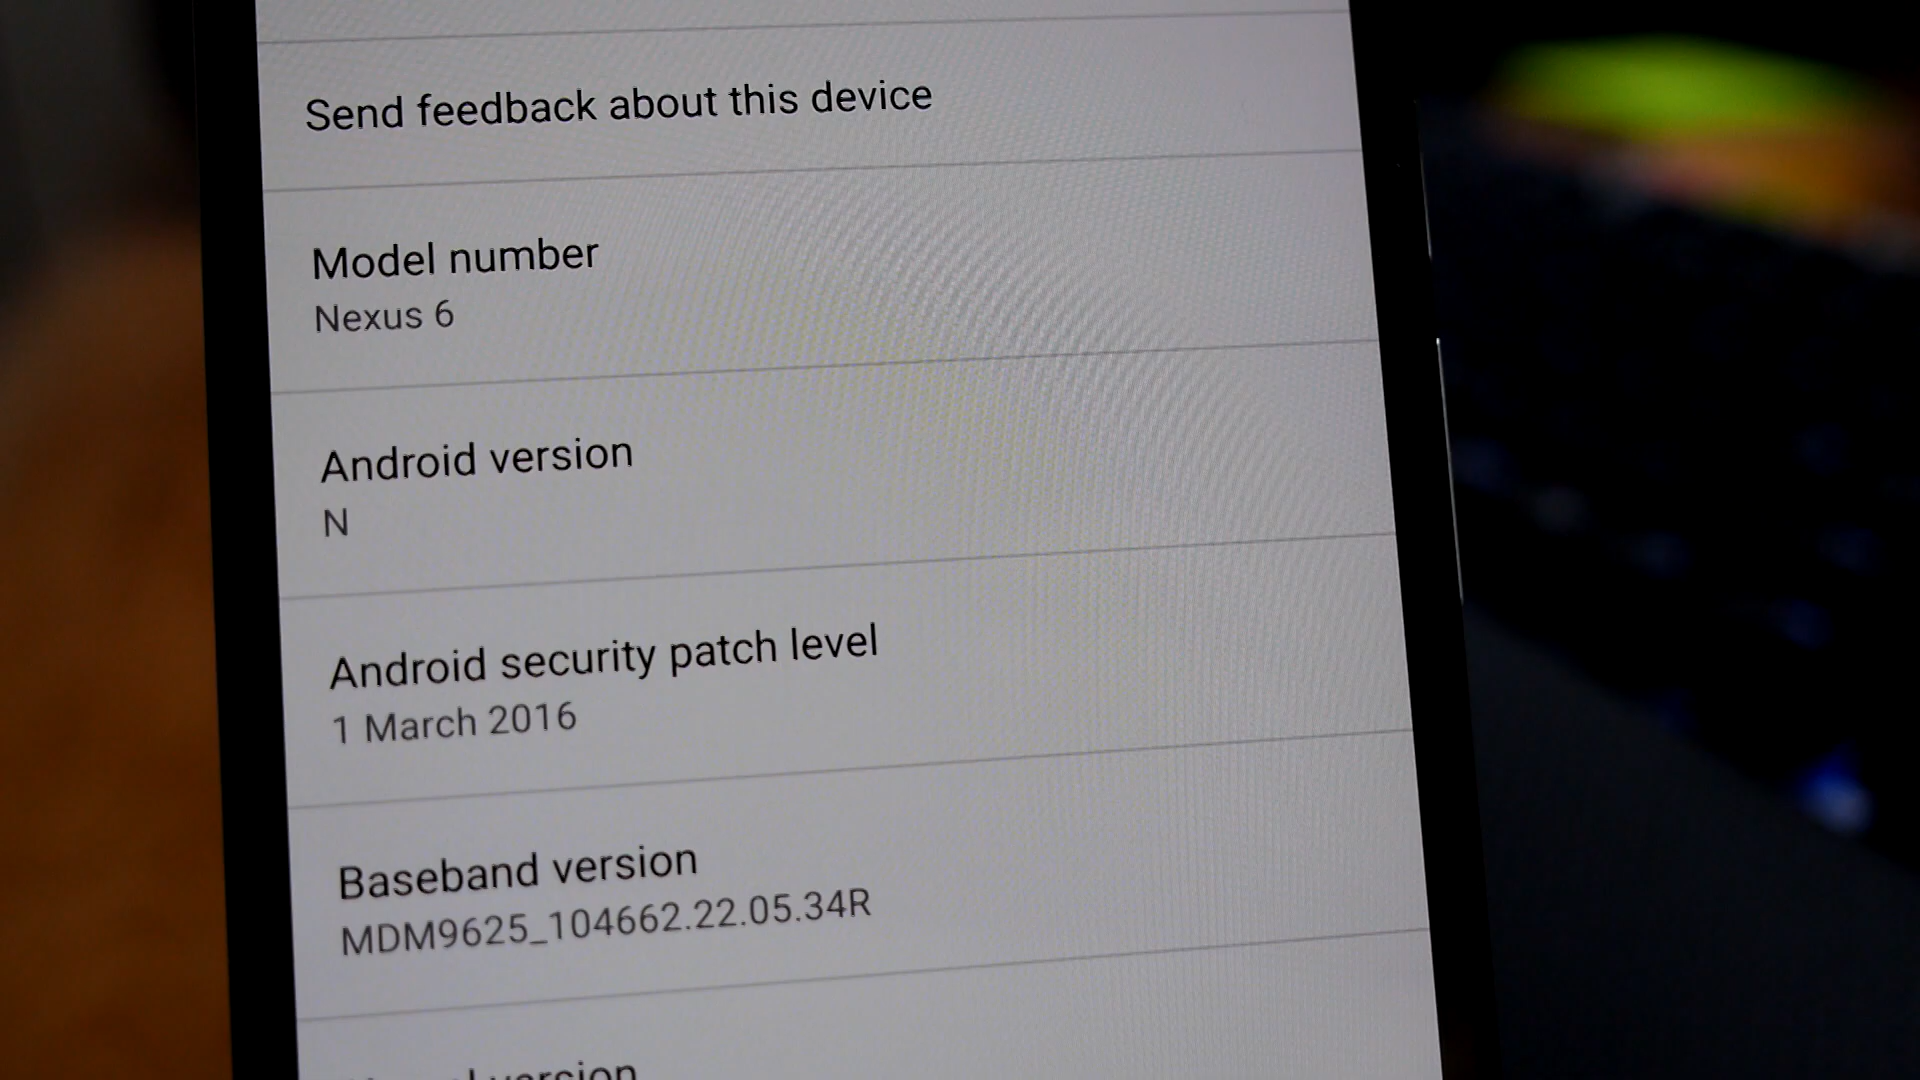 Send feedback about this device
Model number
Nexus 6
Android version
N
Android security patch level
1 March 2016
Baseband version
MDM9625_104662.22.05.34R
version